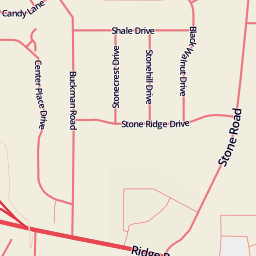 Candy Lane
Shale Drive
Black Walnut Drive
Stonecrest Drive
Stonehill Drive
Center Place Drive
Buckman Road
Stone Ridge Drive
Stone Road
Ridge